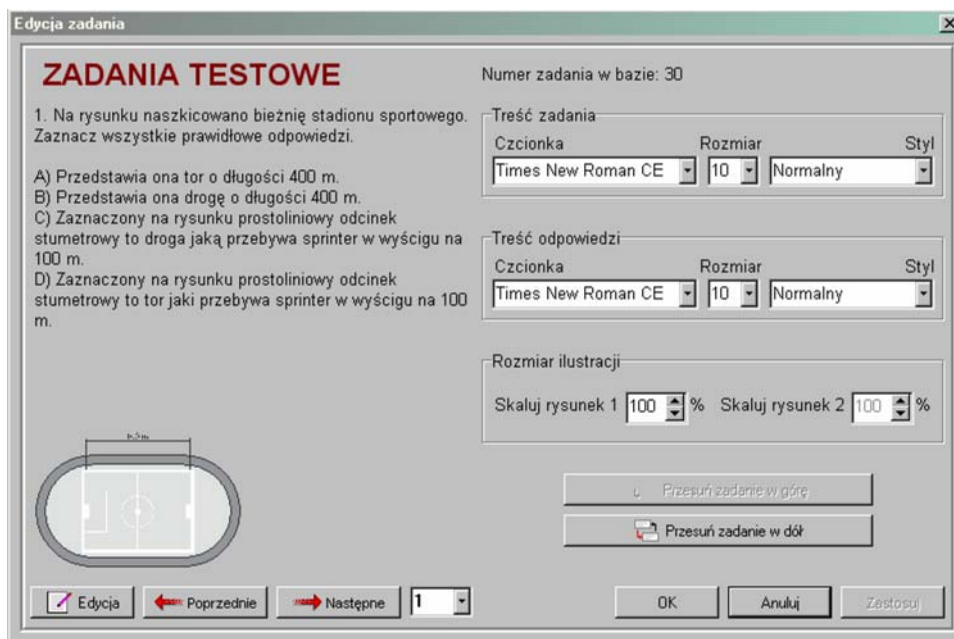 Edycja zadania
ZADANIA TESTOWE
1. Na rysunku naszkicowano bieżnię stadionu sportowego.
Zaznacz wszystkie prawidłowe odpowiedzi.
A) Przedstawia ona tor o długości 400 m.
B) Przedstawia ona drogę o długości 400 m.
C) Zaznaczony na rysunku prostoliniowy odcinek
stumetrowy to droga jaką przebywa sprinter w wyścigu na
100 m.
D) Zaznaczony na rysunku prostoliniowy odcinek
stumetrowy to tor jaki przebywa sprinter w wyścigu na 100
m.
Numer zadania w bazie: 30
Treść zadania
Czcionka Rozmiar Styl
Times New Roman CE 10 Normalny
Treść odpowiedzi
Czcionka Rozmiar Styl
Times New Roman CE 10 Normalny
Rozmiar ilustracji
Skaluj rysunek 1 100 % Skaluj rysunek 2 100 %
Przesuń zadanie w górę
Przesuń zadanie w dół
Edycja Poprzednie Następne 1 OK Anuluj Zastosuj